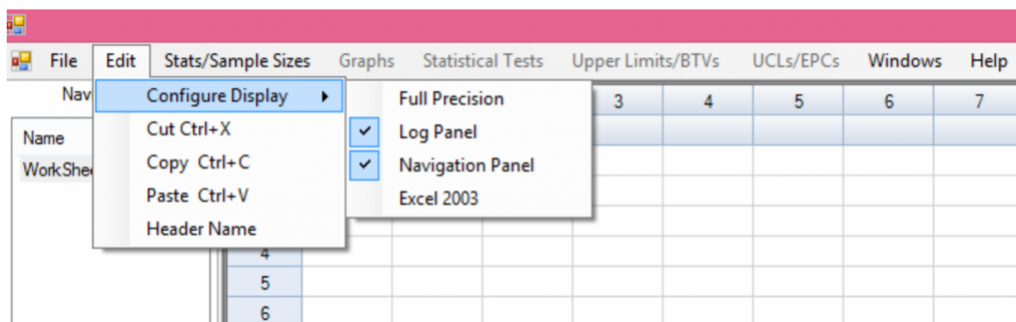 File Edit Stats/Sample Sizes Graphs Statistical Tests Upper Limits/BTVs UCLs/EPCs Windows Help
Nav
Configure Display
Full Precision
3 4 5 6 7
Name
Cut Ctrl+X
Log Panel
WorkShee
Copy Ctrl+C
Navigation Panel
Paste Ctrl+V
Excel 2003
Header Name
4
5
6